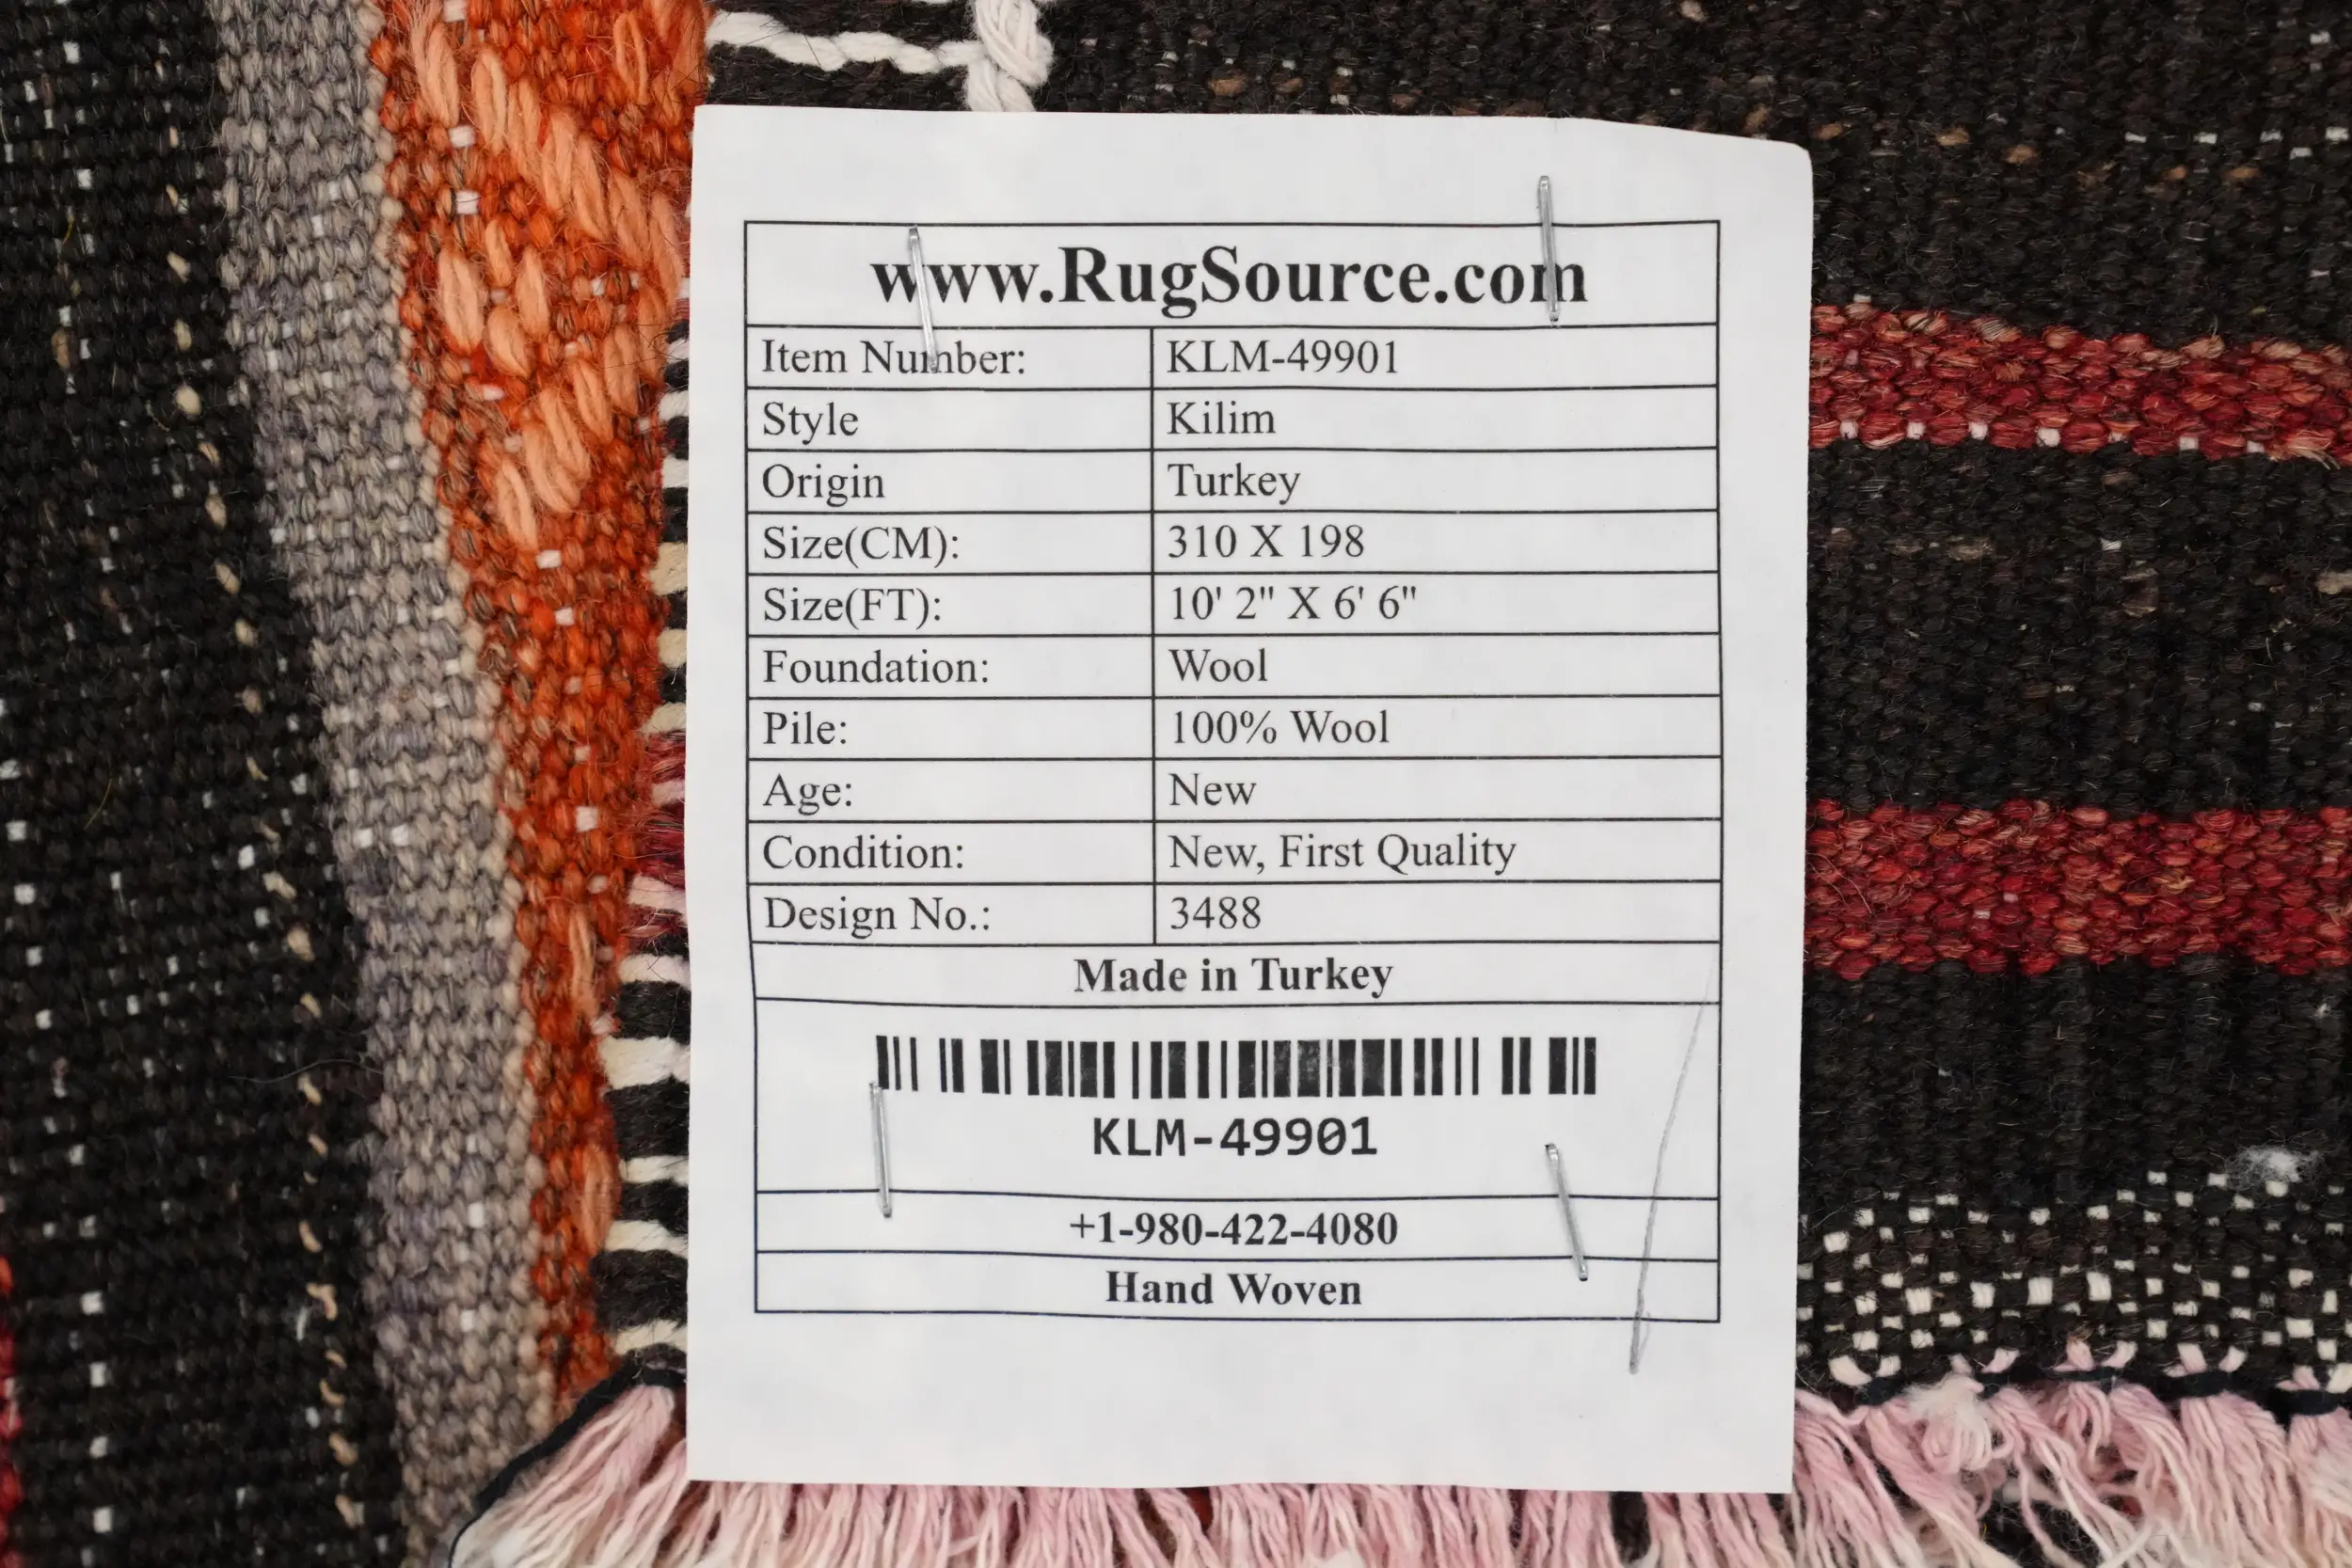 www.RugSource.com
Item Number: KLM-49901
Style Kilim
Origin Turkey
Size(CM): 310 X 198
Size(FT): 10' 2" X 6' 6"
Foundation: Wool
Pile: 100% Wool
Age: New
Condition: New, First Quality
Design No.: 3488
Made in Turkey
KLM-49901
+1-980-422-4080
Hand Woven